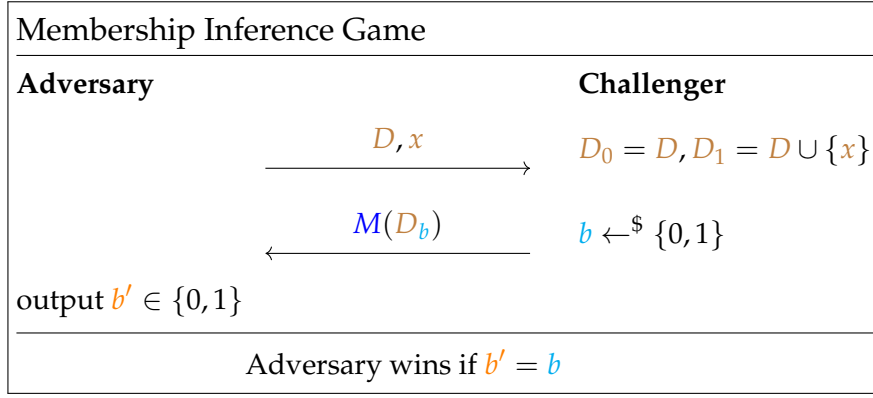 Membership Inference Game
Adversary Challenger
D, x D₀ = D, D₁ = D ∪ {x}
M(D_b) b ←$ {0, 1}
output b′ ∈ {0, 1}
Adversary wins if b′ = b